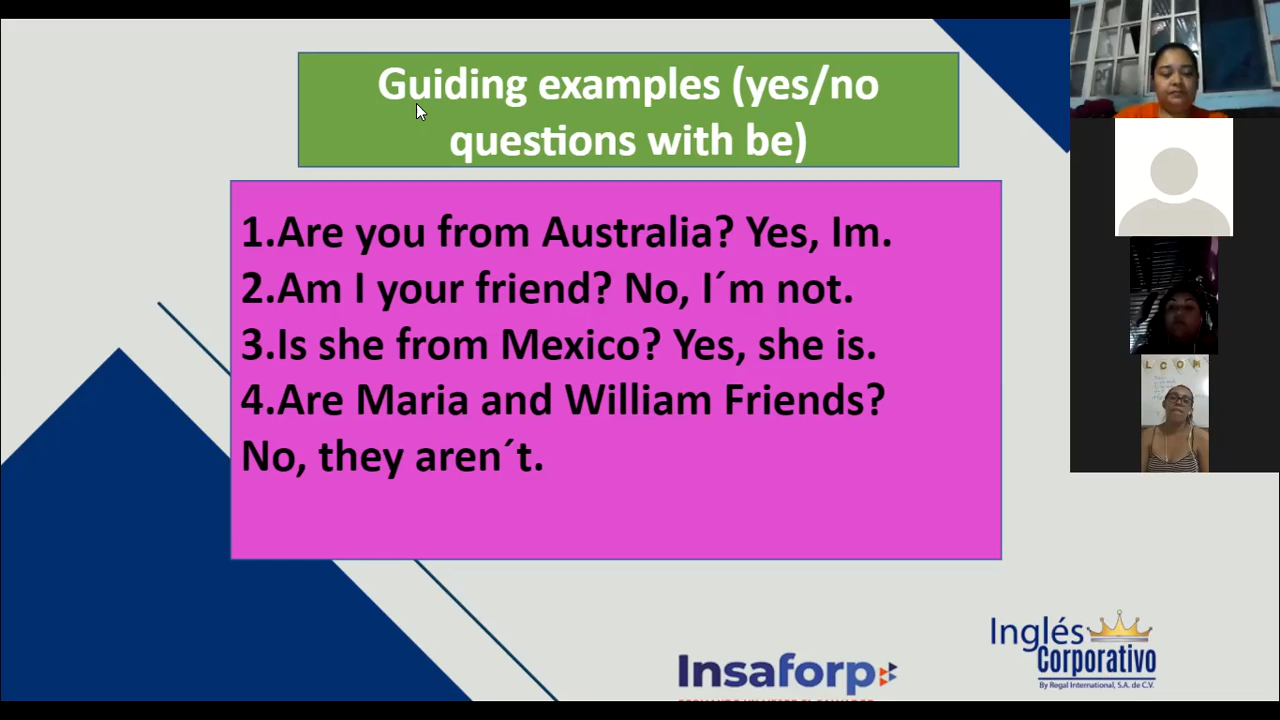 Guiding examples (yes/no
questions with be)
1.Are you from Australia? Yes, Im.
2.Am I your friend? No, I´m not.
3.Is she from Mexico? Yes, she is.
4.Are Maria and William Friends?
No, they aren´t.
L C O M
Inglés
Corporativo
By Regal International, S.A. de C.V.
Insaforp